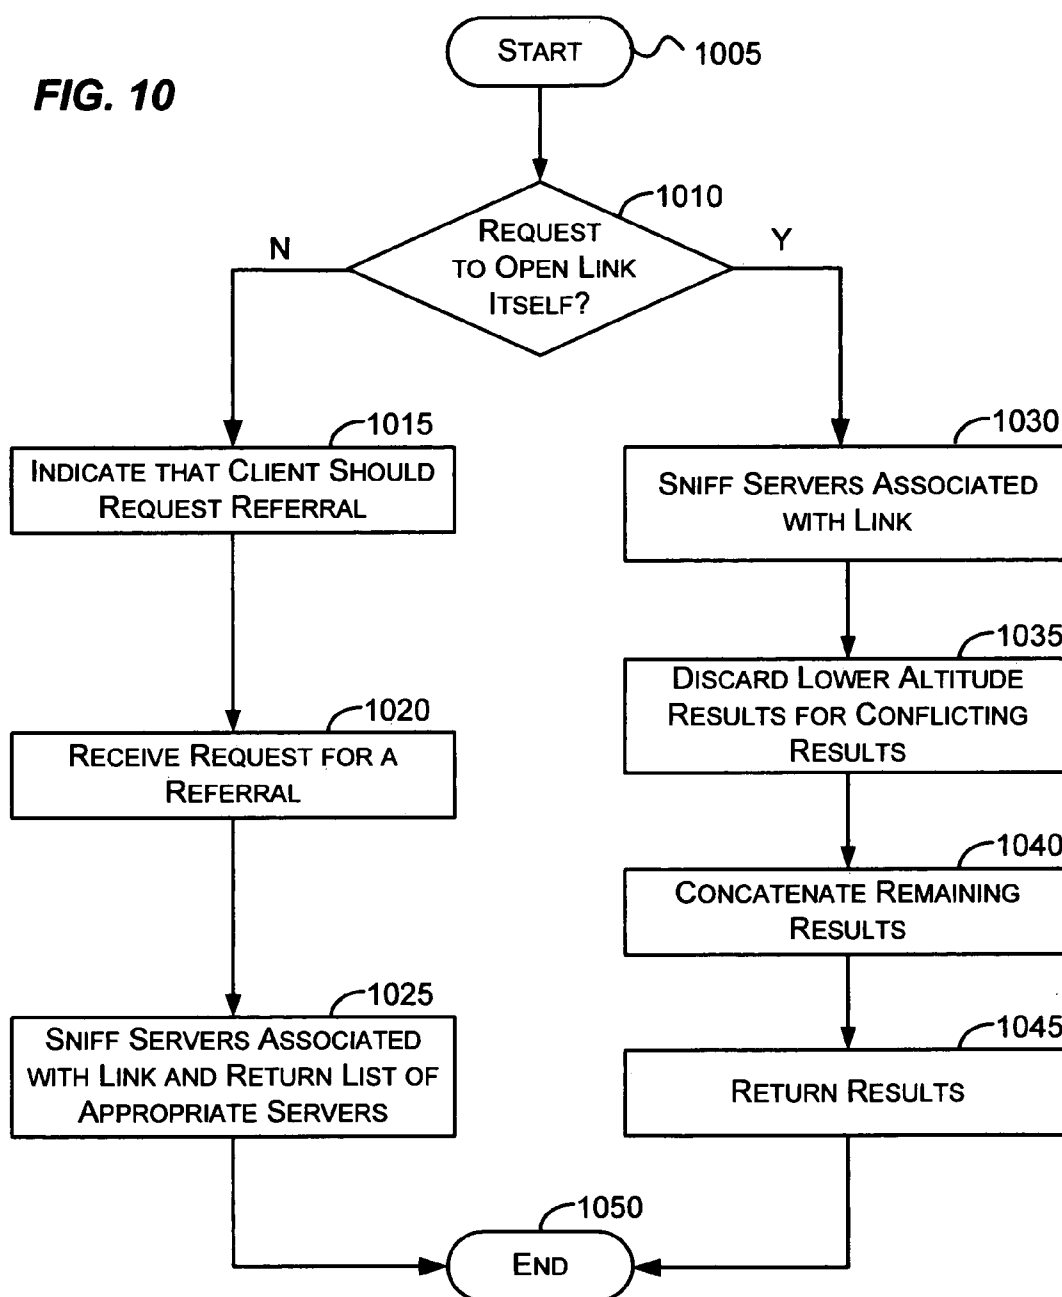 FIG. 10
START
1005
1010
REQUEST
TO OPEN LINK
ITSELF?
N
Y
1015
INDICATE THAT CLIENT SHOULD
REQUEST REFERRAL
1020
RECEIVE REQUEST FOR A
REFERRAL
1025
SNIFF SERVERS ASSOCIATED
WITH LINK AND RETURN LIST OF
APPROPRIATE SERVERS
1030
SNIFF SERVERS ASSOCIATED
WITH LINK
1035
DISCARD LOWER ALTITUDE
RESULTS FOR CONFLICTING
RESULTS
1040
CONCATENATE REMAINING
RESULTS
1045
RETURN RESULTS
1050
END